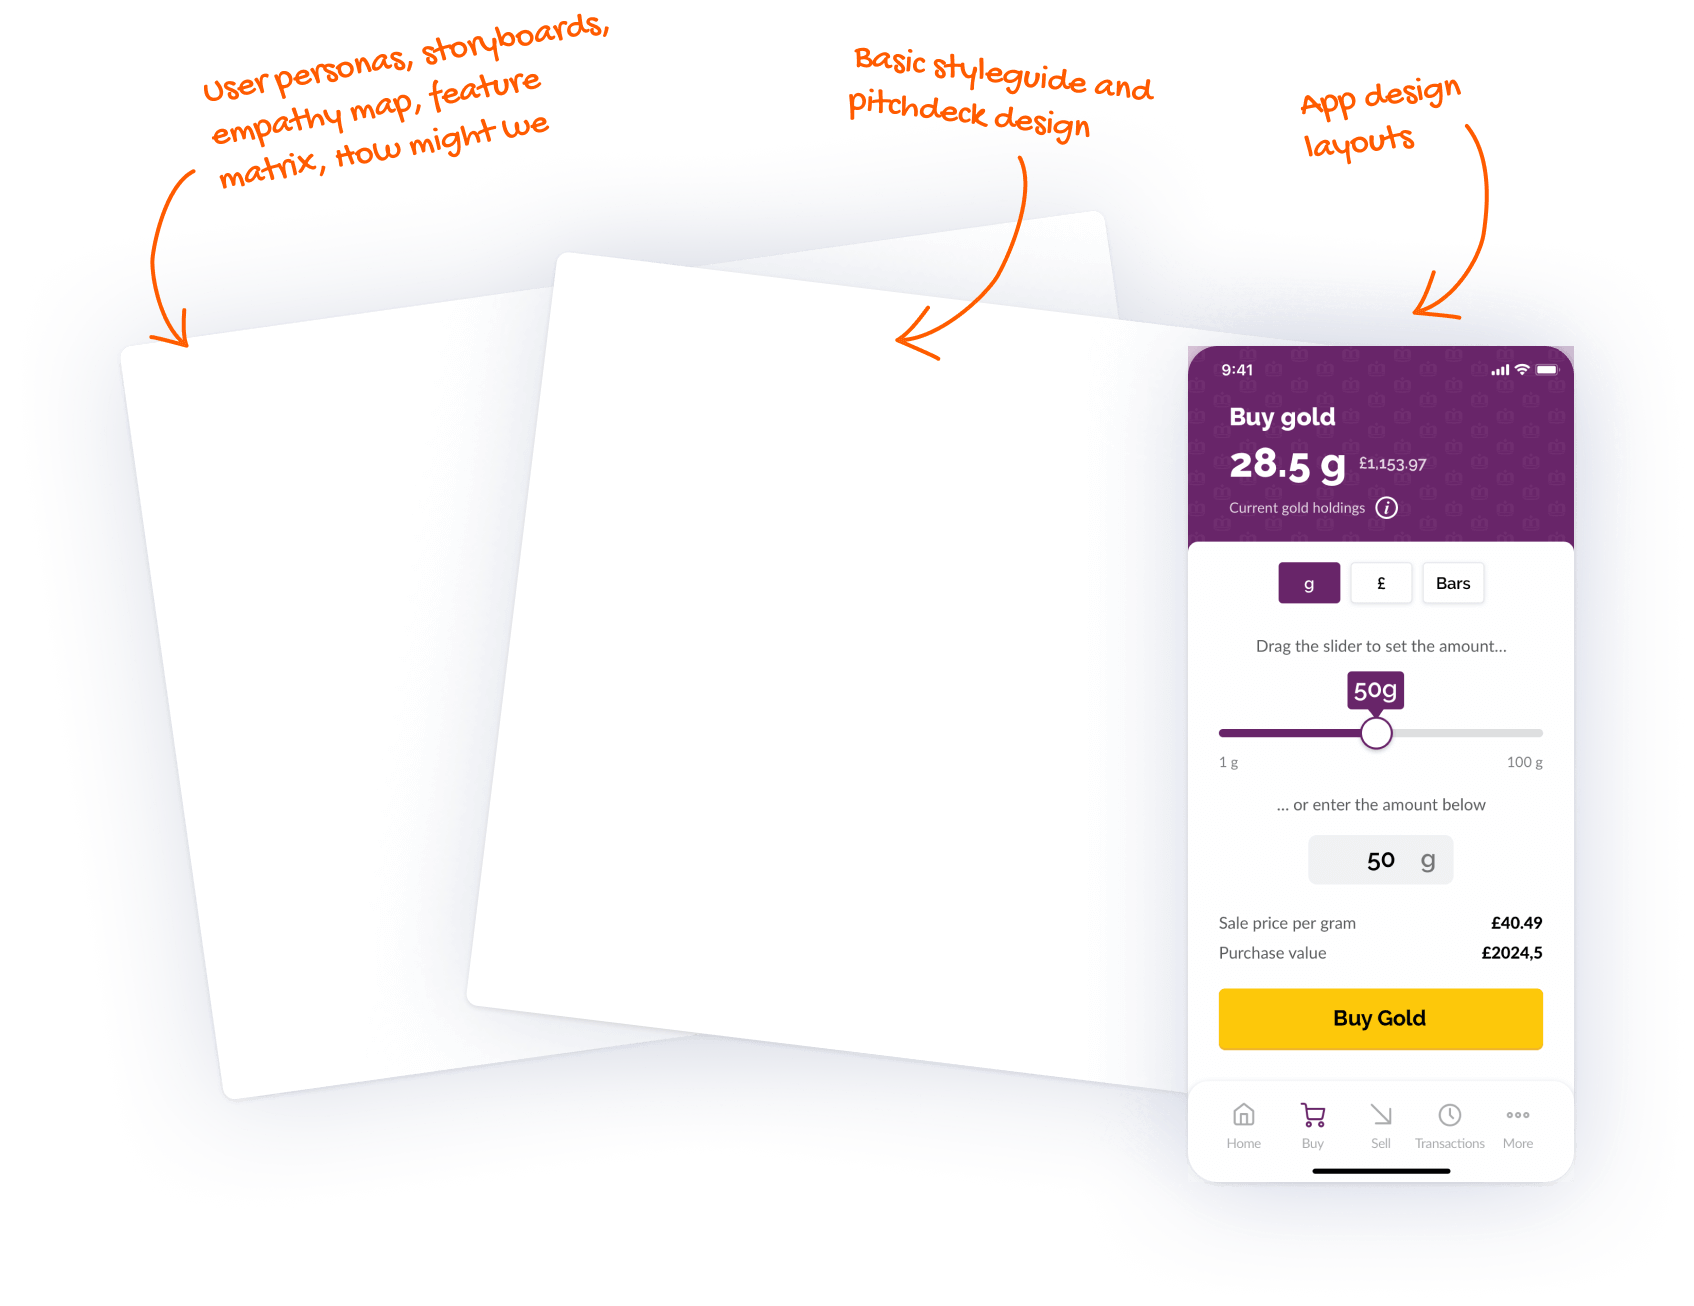 User personas, storyboards,
empathy map, feature
matrix, How might we
Basic styleguide and
pitchdeck design
App design
layouts
9:41
Buy gold
28.5 g £1,153.97
Current gold holdings i
g £ Bars
Drag the slider to set the amount...
50g
1 g 100 g
... or enter the amount below
50 g
Sale price per gram £40.49
Purchase value £2024,5
Buy Gold
Home Buy Sell Transactions More